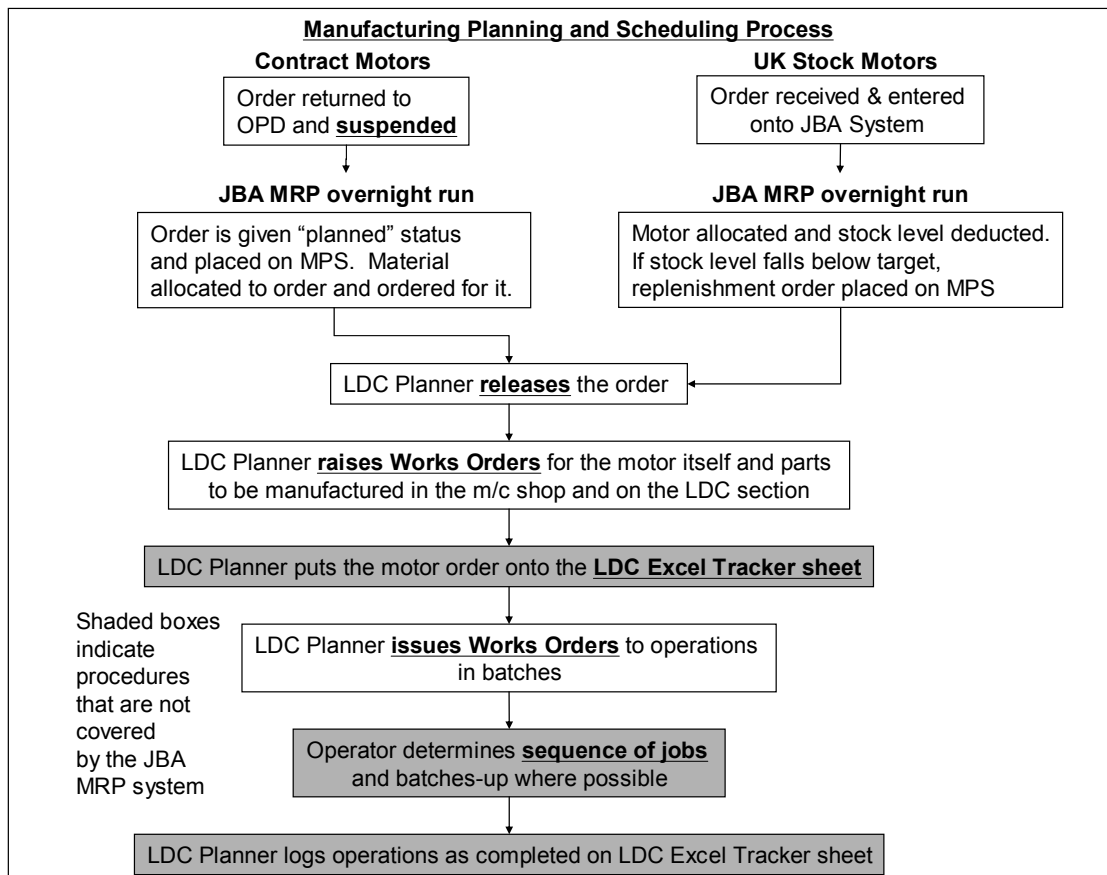 Manufacturing Planning and Scheduling Process
Contract Motors
Order returned to
OPD and suspended
JBA MRP overnight run
Order is given “planned” status
and placed on MPS. Material
allocated to order and ordered for it.
UK Stock Motors
Order received & entered
onto JBA System
JBA MRP overnight run
Motor allocated and stock level deducted.
If stock level falls below target,
replenishment order placed on MPS
LDC Planner releases the order
LDC Planner raises Works Orders for the motor itself and parts
to be manufactured in the m/c shop and on the LDC section
LDC Planner puts the motor order onto the LDC Excel Tracker sheet
Shaded boxes
indicate
procedures
that are not
covered
by the JBA
MRP system
LDC Planner issues Works Orders to operations
in batches
Operator determines sequence of jobs
and batches-up where possible
LDC Planner logs operations as completed on LDC Excel Tracker sheet